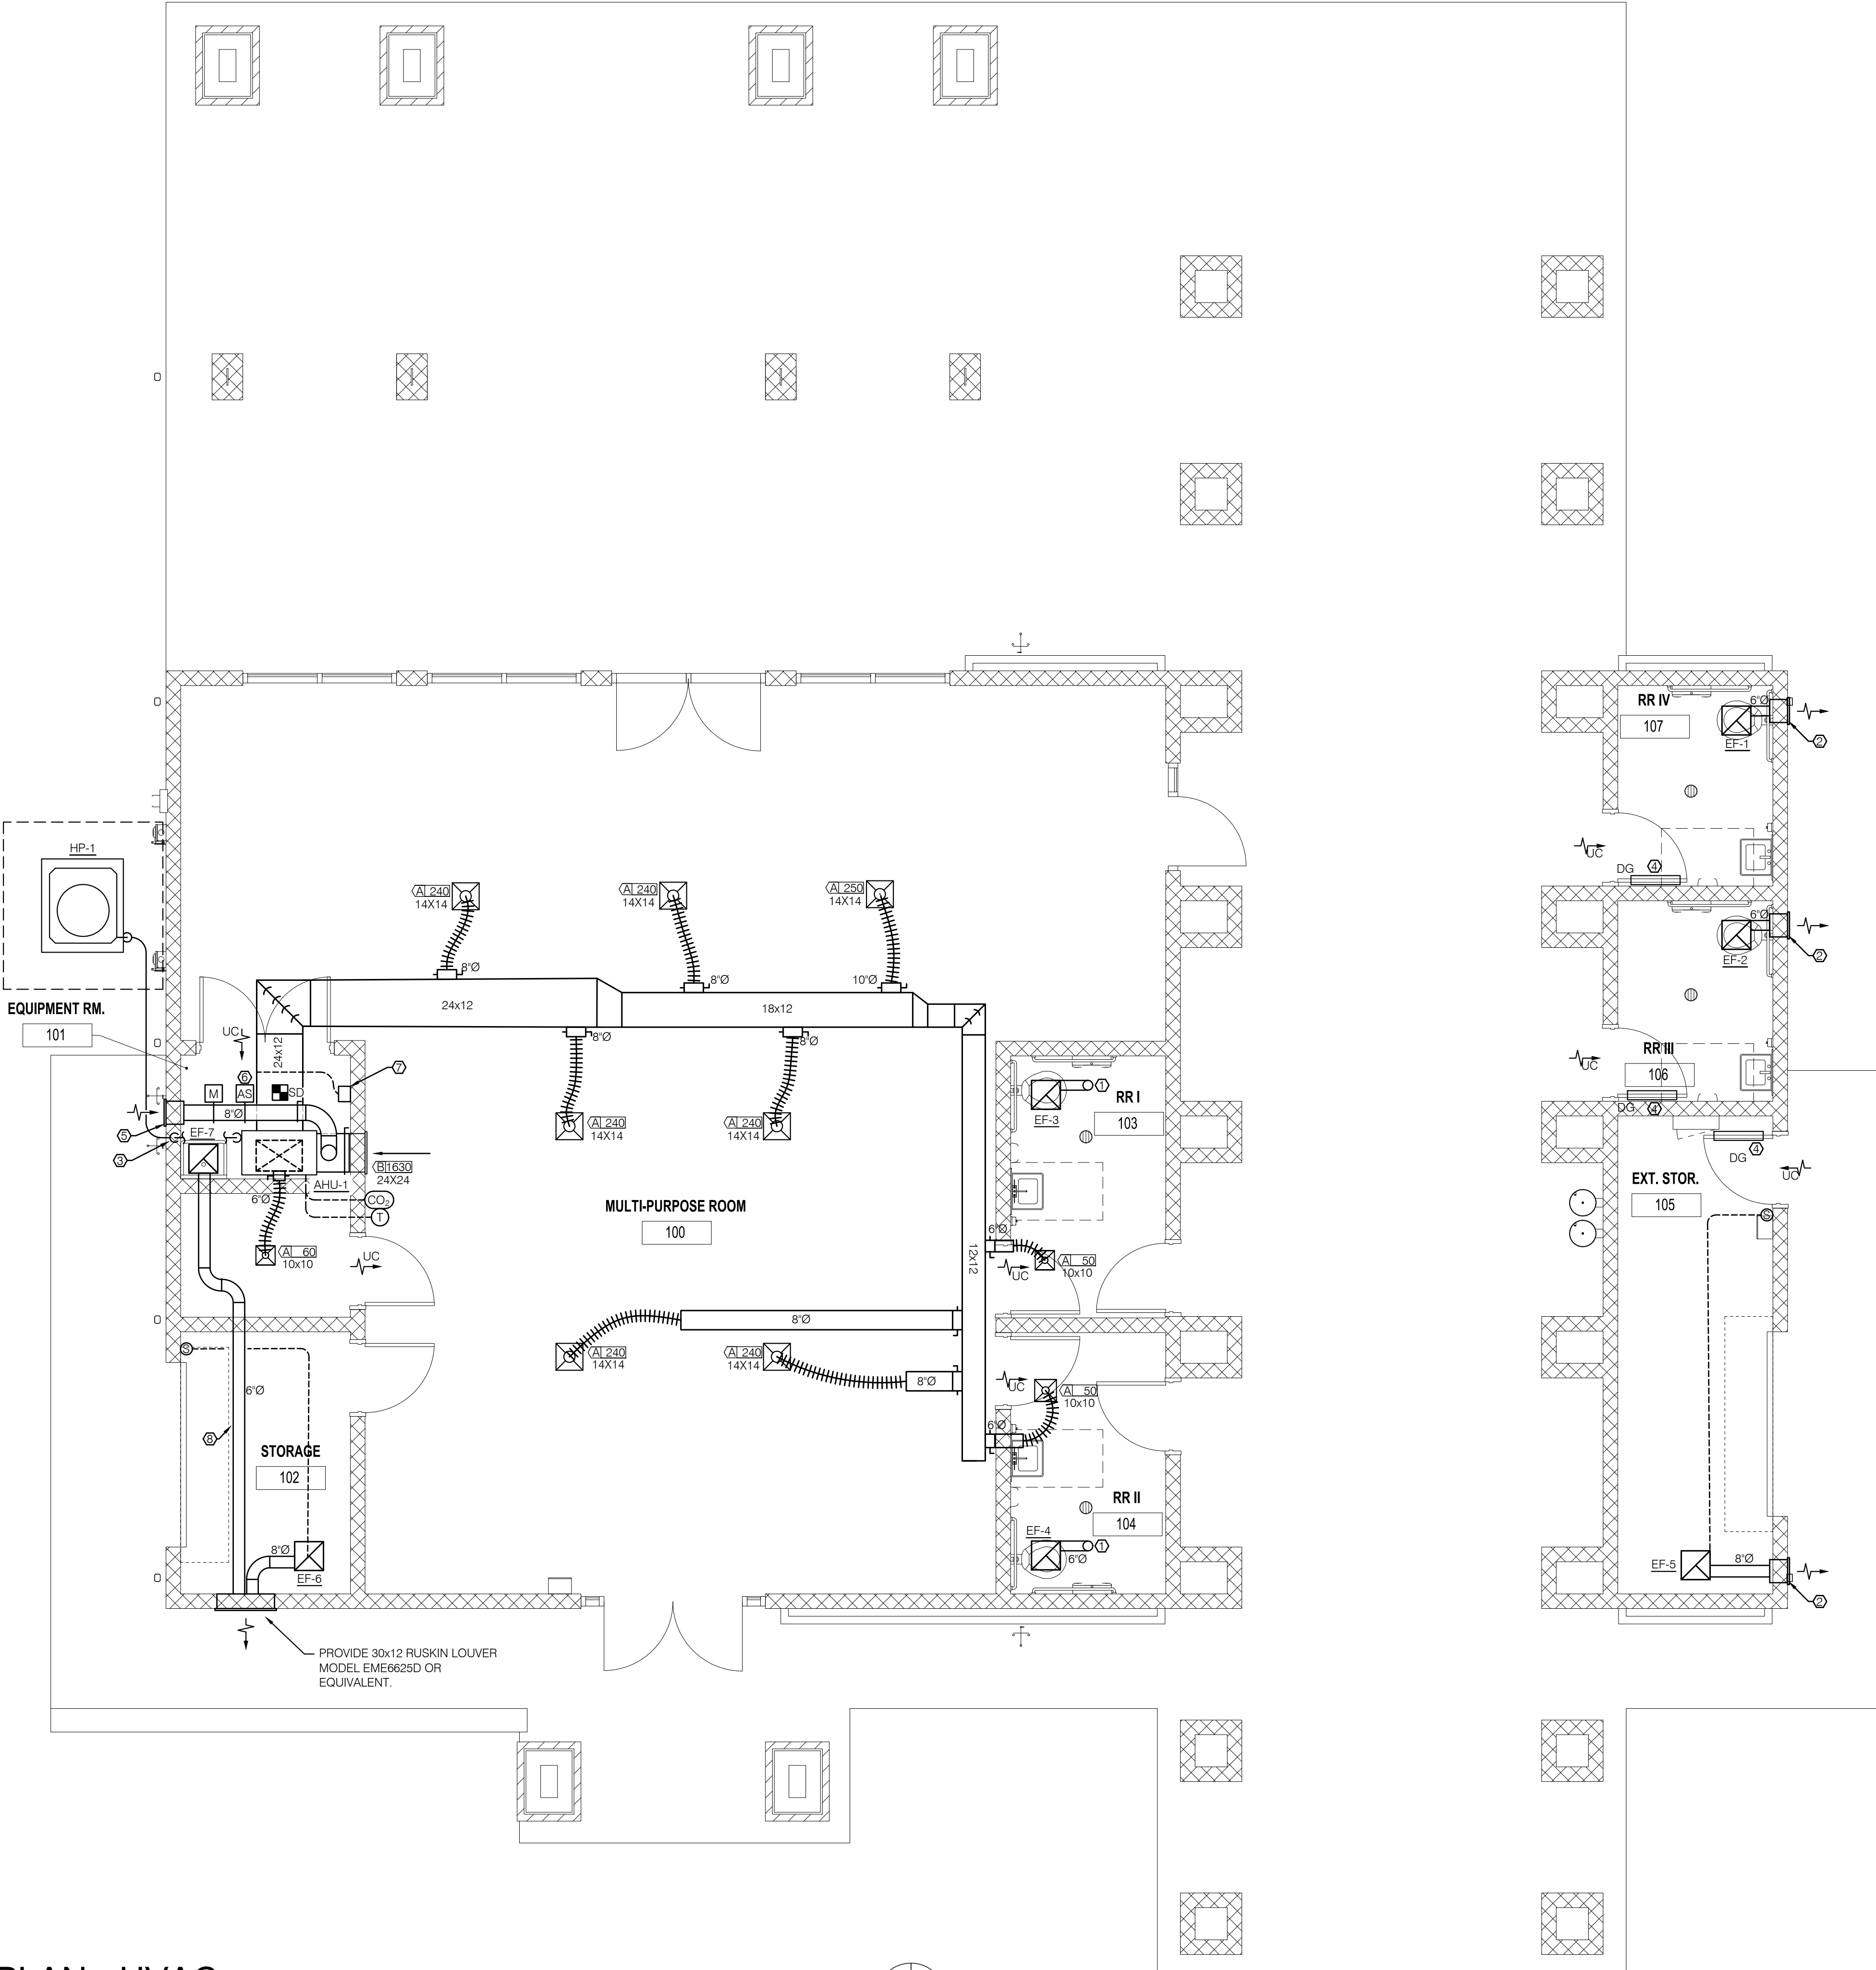 RR IV
107
6"Ø
EF-1
2
HP-1
UC
DG
4
A 240
14X14
A 240
14X14
A 250
14X14
6"Ø
EF-2
2
8"Ø
8"Ø
10"Ø
EQUIPMENT RM.
101
24x12
18x12
UC
24x12
8"Ø
8"Ø
RR III
106
UC
6
7
M
AS
SD
8"Ø
5
EF-7
3
EF-3
1
RR I
103
DG
4
A 240
14X14
A 240
14X14
DG
4
UC
B 1630
24X24
AHU-1
6"Ø
CO2
T
MULTI-PURPOSE ROOM
100
EXT. STOR.
105
S
A 60
10x10
UC
6"Ø
12x12
A 50
10x10
UC
8"Ø
S
A 240
14X14
A 240
14X14
8"Ø
UC
A 50
10x10
6"Ø
6"Ø
8
STORAGE
102
RR II
104
EF-4
1
6"Ø
8"Ø
EF-6
EF-5
8"Ø
2
PROVIDE 30x12 RUSKIN LOUVER
MODEL EME6625D OR
EQUIVALENT.
PLAN - HVAC